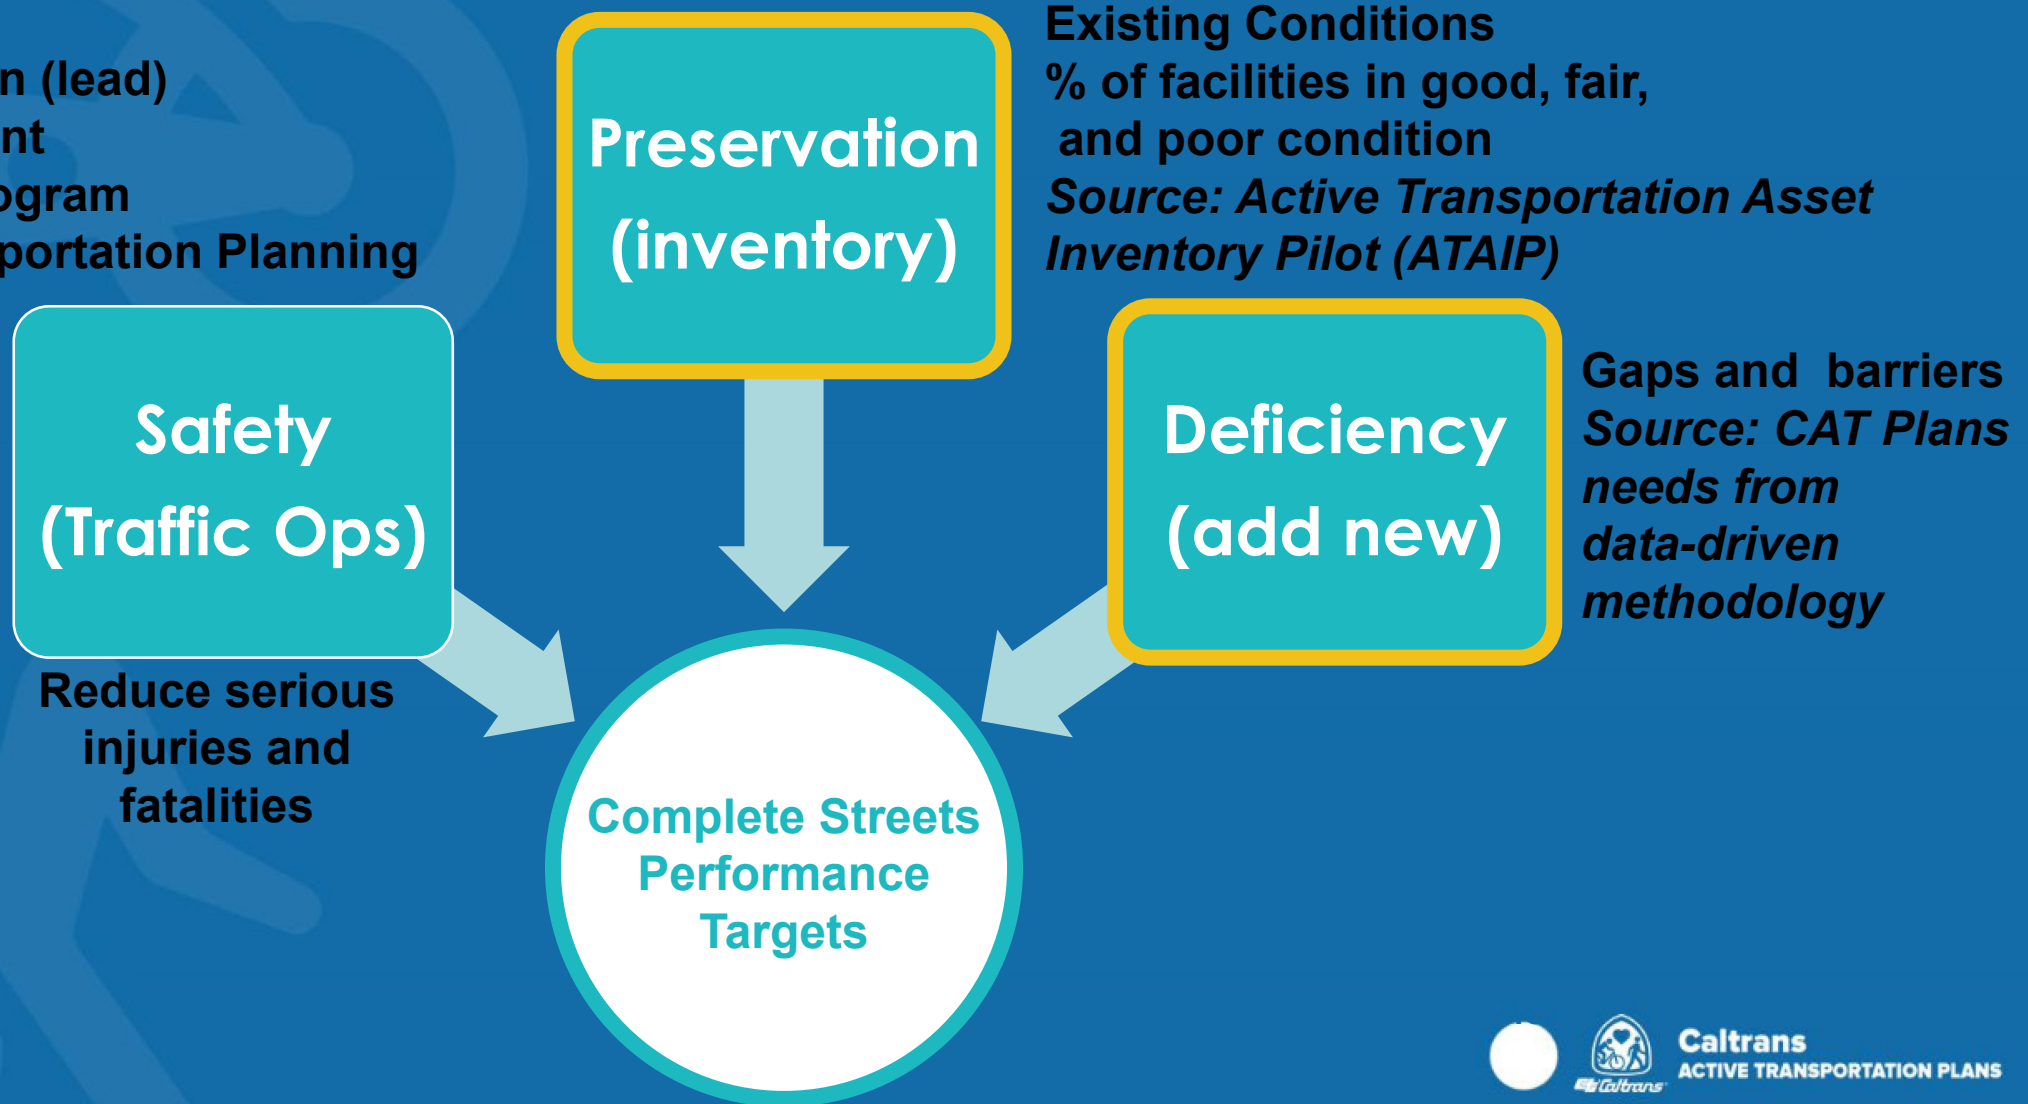 n (lead)
nt
ogram
portation Planning
Preservation
(inventory)
Existing Conditions
% of facilities in good, fair,
and poor condition
Source: Active Transportation Asset
Inventory Pilot (ATAIP)
Safety
(Traffic Ops)
Reduce serious
injuries and
fatalities
Deficiency
(add new)
Gaps and  barriers
Source: CAT Plans
needs from
data-driven
methodology
Complete Streets
Performance
Targets
Caltrans
Caltrans
ACTIVE TRANSPORTATION PLANS